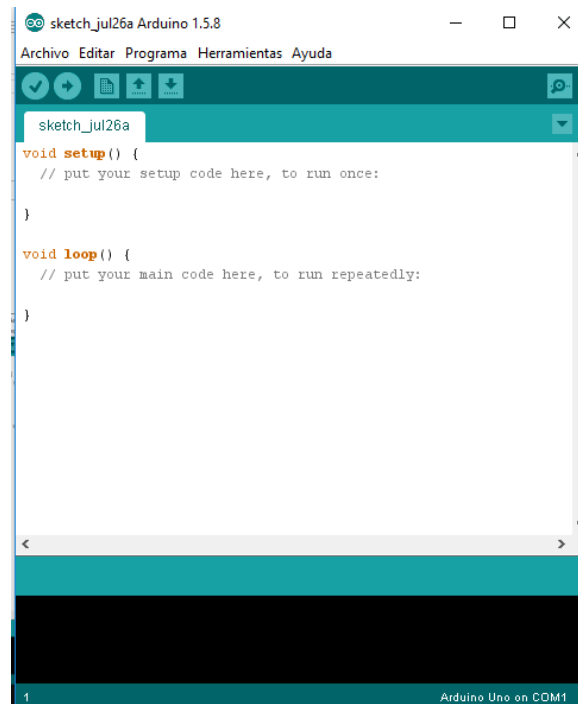 sketch_jul26a Arduino 1.5.8
Archivo Editar Programa Herramientas Ayuda
sketch_jul26a
void setup() {
  // put your setup code here, to run once:
}
void loop() {
  // put your main code here, to run repeatedly:
}
1 Arduino Uno on COM1